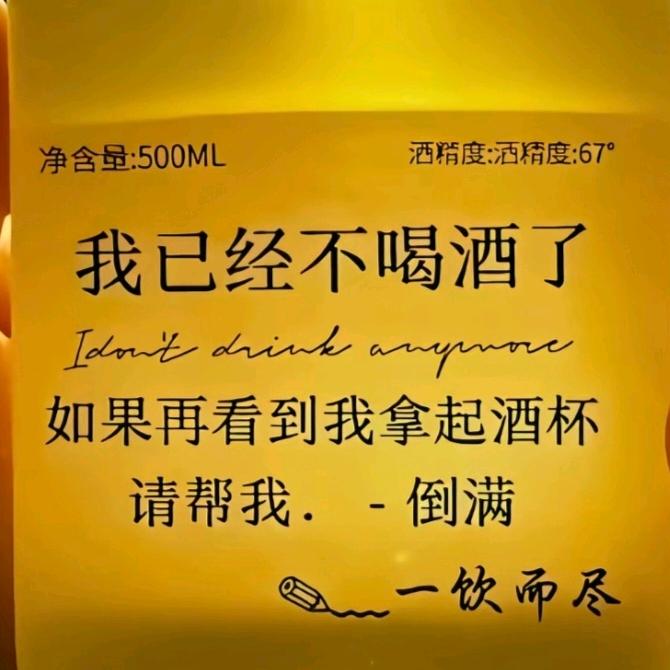 净含量:500ML 酒精度:酒精度:67°
我已经不喝酒了
I don't drink anymore
如果再看到我拿起酒杯
请帮我. - 倒满
一饮而尽